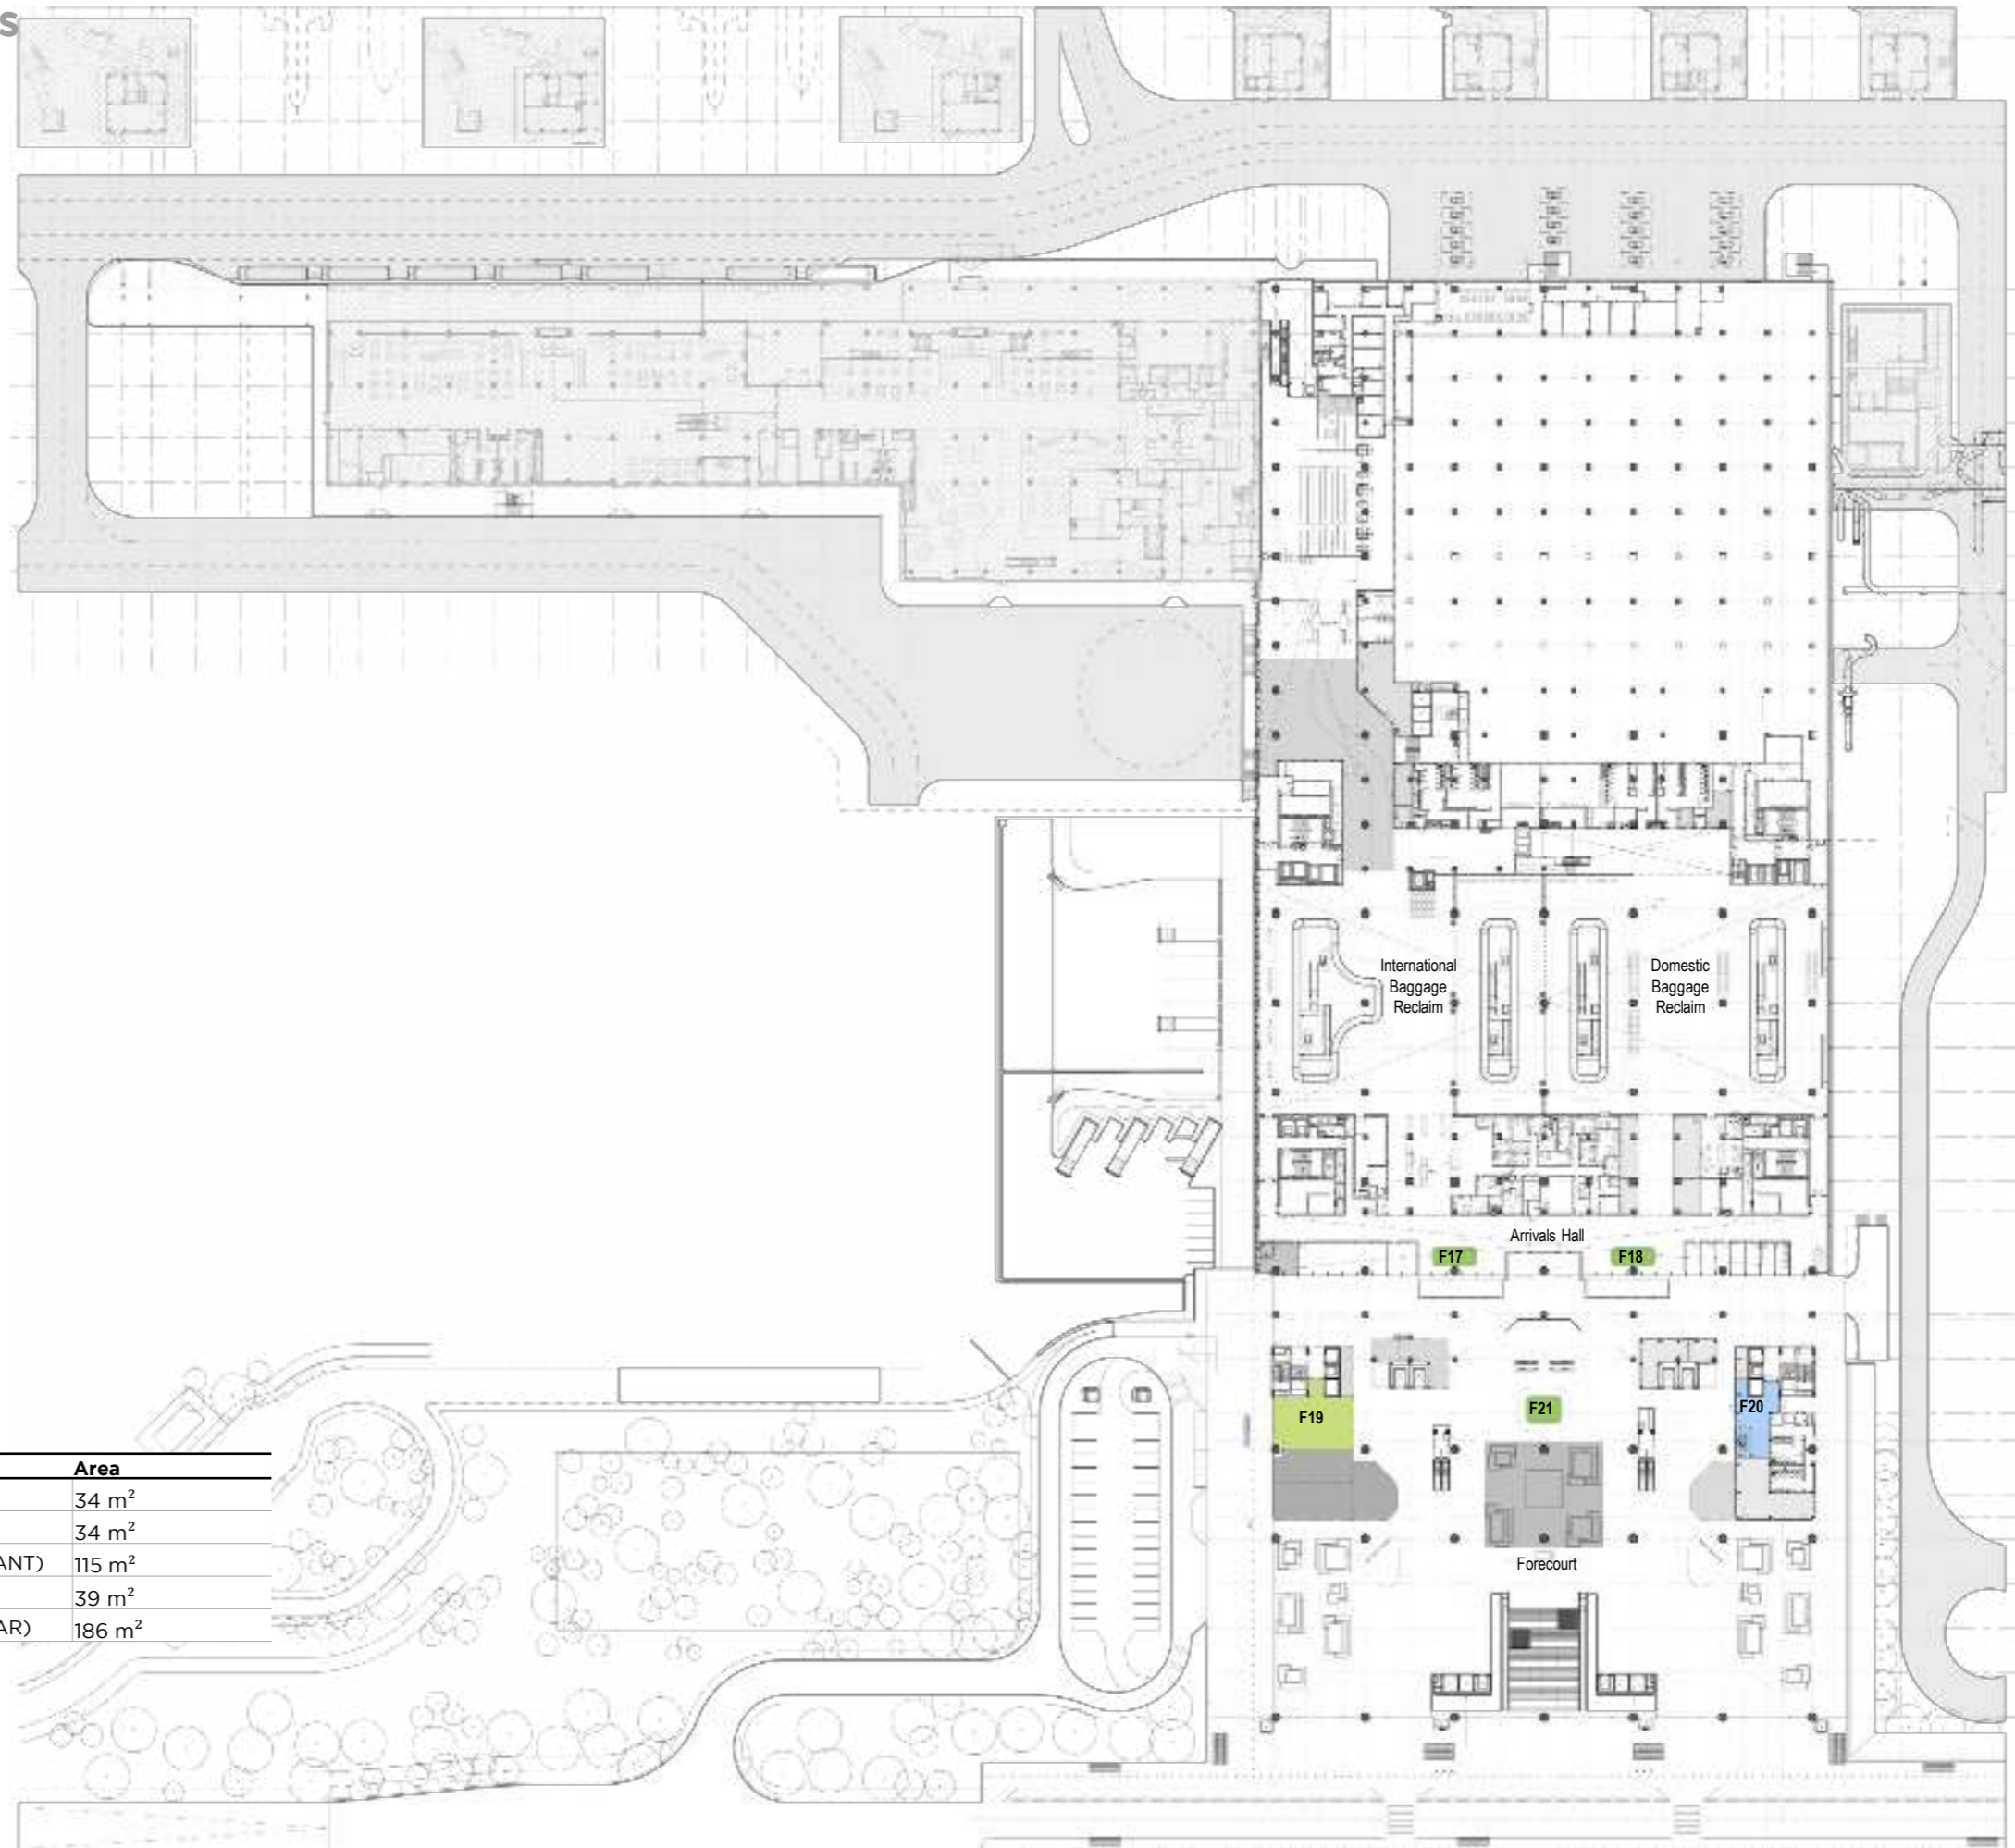 S
International
Baggage
Reclaim
Domestic
Baggage
Reclaim
Arrivals Hall
F17
F18
F19
F21
F20
Forecourt
Area
34 m²
34 m²
ANT) 115 m²
39 m²
AR) 186 m²